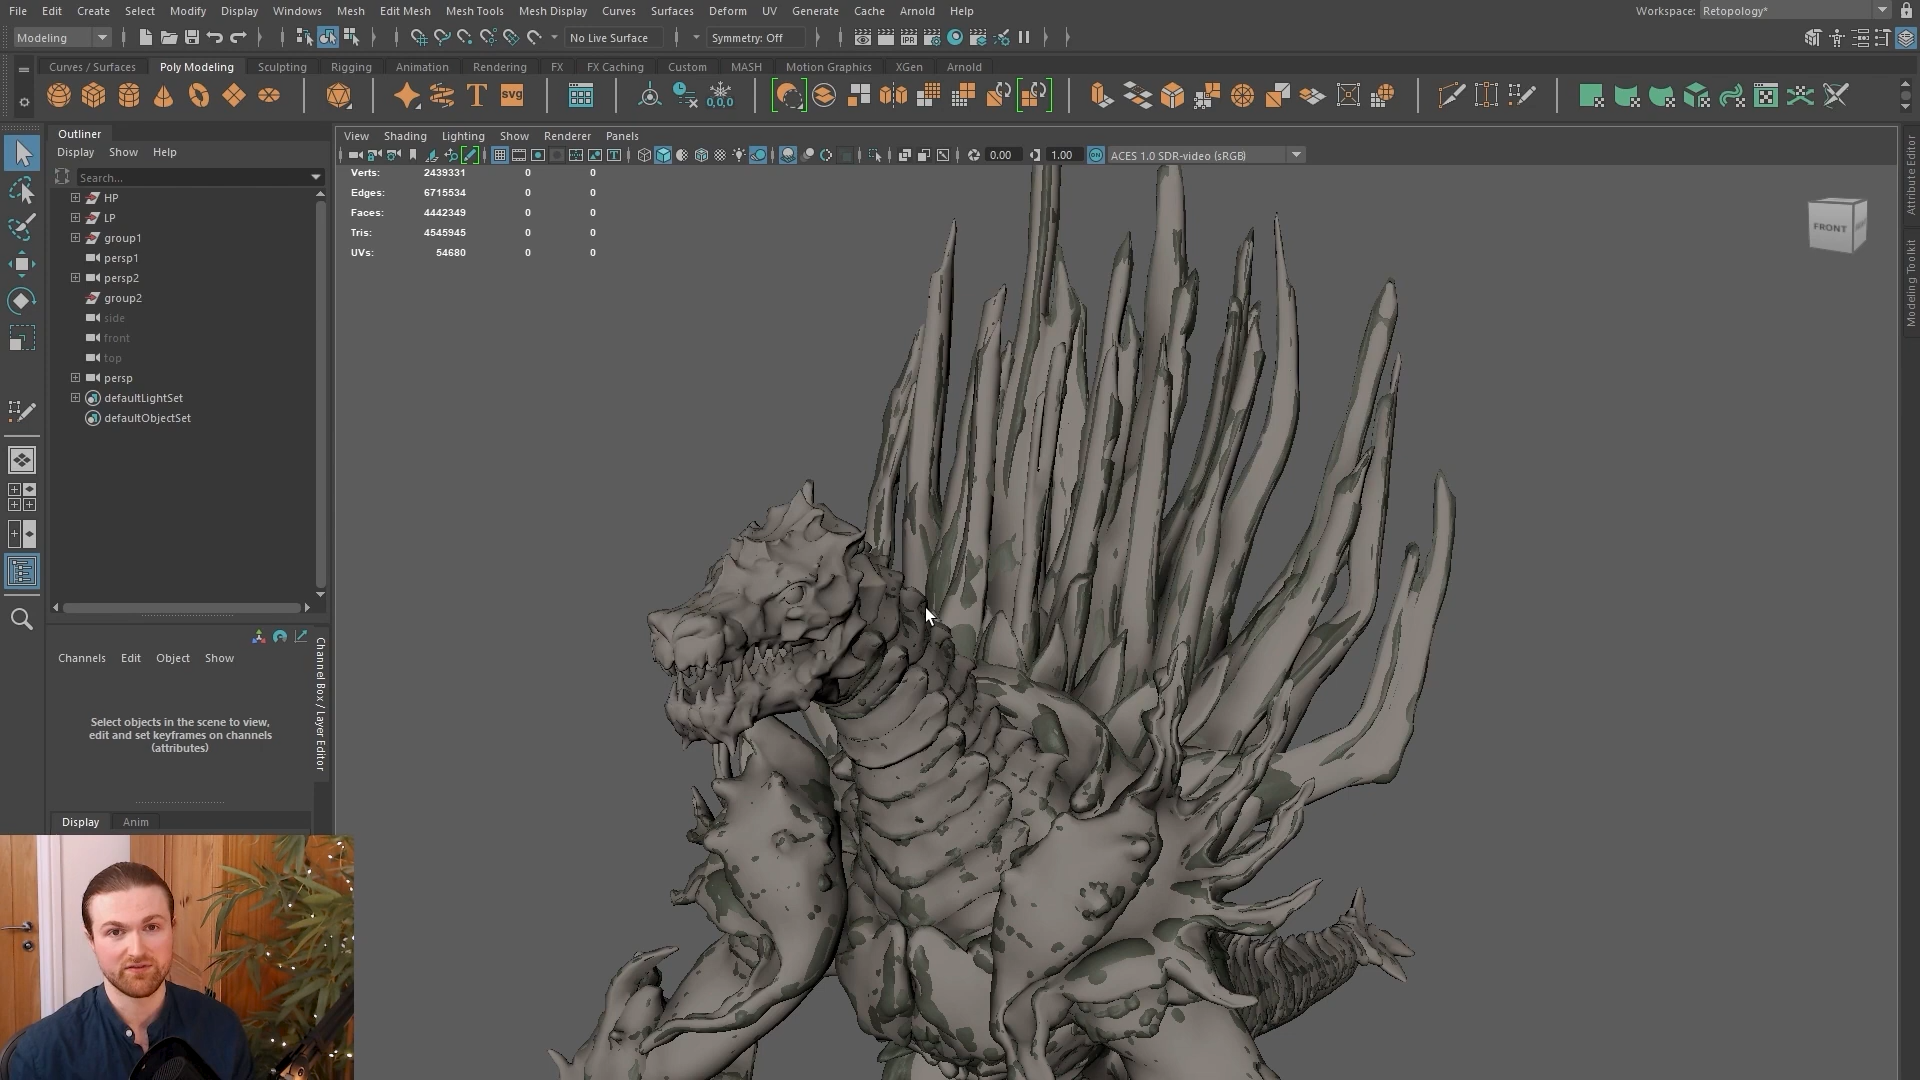 File Edit Create Select Modify Display Windows Mesh Edit Mesh Mesh Tools Mesh Display Curves Surfaces Deform UV Generate Cache Arnold Help Workspace: Retopology*
Modeling No Live Surface Symmetry: Off
Curves / Surfaces Poly Modeling Sculpting Rigging Animation Rendering FX FX Caching Custom MASH Motion Graphics XGen Arnold
T SVG 0,0,0
IPR
Outliner
Display Show Help
Search...
HP
LP
group1
persp1
persp2
group2
side
front
top
persp
defaultLightSet
defaultObjectSet
View Shading Lighting Show Renderer Panels
0.00 1.00 ACES 1.0 SDR-video (sRGB)
Verts: 2439331 0 0
Edges: 6715534 0 0
Faces: 4442349 0 0
Tris: 4545945 0 0
UVs: 54680 0 0
FRONT
Attribute Editor
Modeling Toolkit
Channels Edit Object Show
Channel Box / Layer Editor
Select objects in the scene to view,
edit and set keyframes on channels
(attributes)
Display Anim